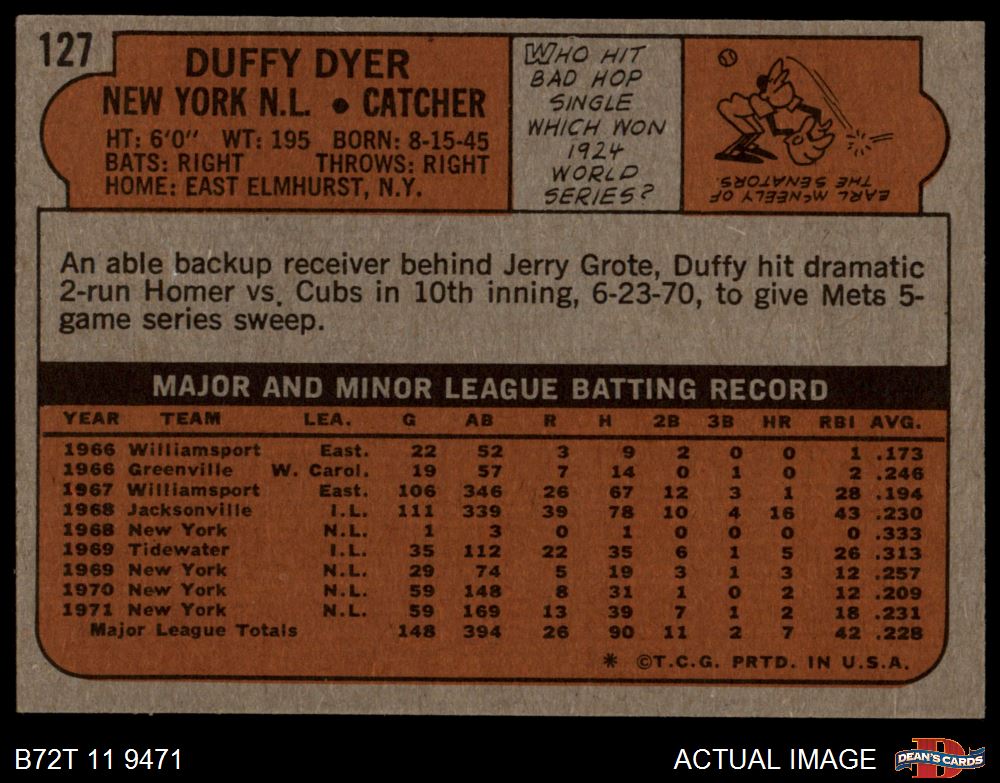 127
DUFFY DYER
NEW YORK N.L. • CATCHER
HT: 6'0" WT: 195 BORN: 8-15-45
BATS: RIGHT THROWS: RIGHT
HOME: EAST ELMHURST, N.Y.
WHO HIT
BAD HOP
SINGLE
WHICH WON
1924
WORLD
SERIES?
EARL McNEELY OF
THE SENATORS.
An able backup receiver behind Jerry Grote, Duffy hit dramatic
2-run Homer vs. Cubs in 10th inning, 6-23-70, to give Mets 5-
game series sweep.
MAJOR AND MINOR LEAGUE BATTING RECORD
YEAR TEAM LEA. G AB R H 2B 3B HR RBI AVG.
1966 Williamsport East. 22 52 3 9 2 0 0 1 .173
1966 Greenville W. Carol. 19 57 7 14 0 1 0 2 .246
1967 Williamsport East. 106 346 26 67 12 3 1 28 .194
1968 Jacksonville I.L. 111 339 39 78 10 4 16 43 .230
1968 New York N.L. 1 3 0 1 0 0 0 0 .333
1969 Tidewater I.L. 35 112 22 35 6 1 5 26 .313
1969 New York N.L. 29 74 5 19 3 1 3 12 .257
1970 New York N.L. 59 148 8 31 1 0 2 12 .209
1971 New York N.L. 59 169 13 39 7 1 2 18 .231
Major League Totals 148 394 26 90 11 2 7 42 .228
* ©T.C.G. PRTD. IN U.S.A.
B72T 11 9471
ACTUAL IMAGE
D
DEAN'S CARDS